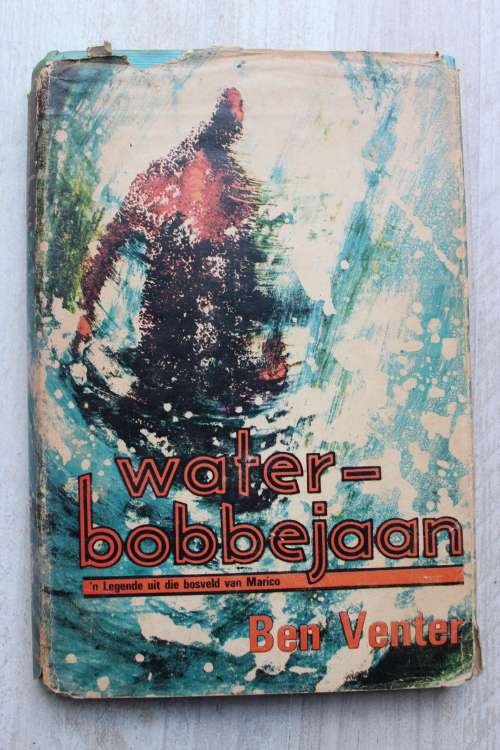 water-
bobbejaan
'n Legende uit die bosveld van Marico
Ben Venter